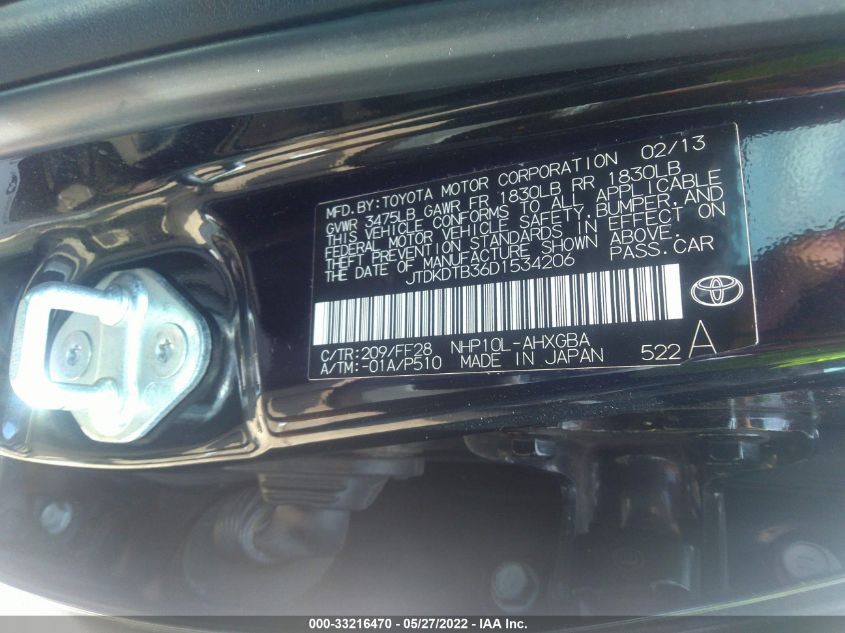 MFD.BY:TOYOTA MOTOR CORPORATION 02/13
GVWR 3475LB GAWR FR 1830LB RR 1830LB
THIS VEHICLE CONFORMS TO ALL APPLICABLE
FEDERAL MOTOR VEHICLE SAFETY,BUMPER,AND
THEFT PREVENTION STANDARDS IN EFFECT ON
THE DATE OF MANUFACTURE SHOWN ABOVE.
JTDKDTB36D1534206 PASS.CAR
C/TR:209/FE28 NHP10L-AHXGBA
A/TM:-01A/P510 MADE IN JAPAN 522 A
000-33216470 - 05/27/2022 - IAA Inc.